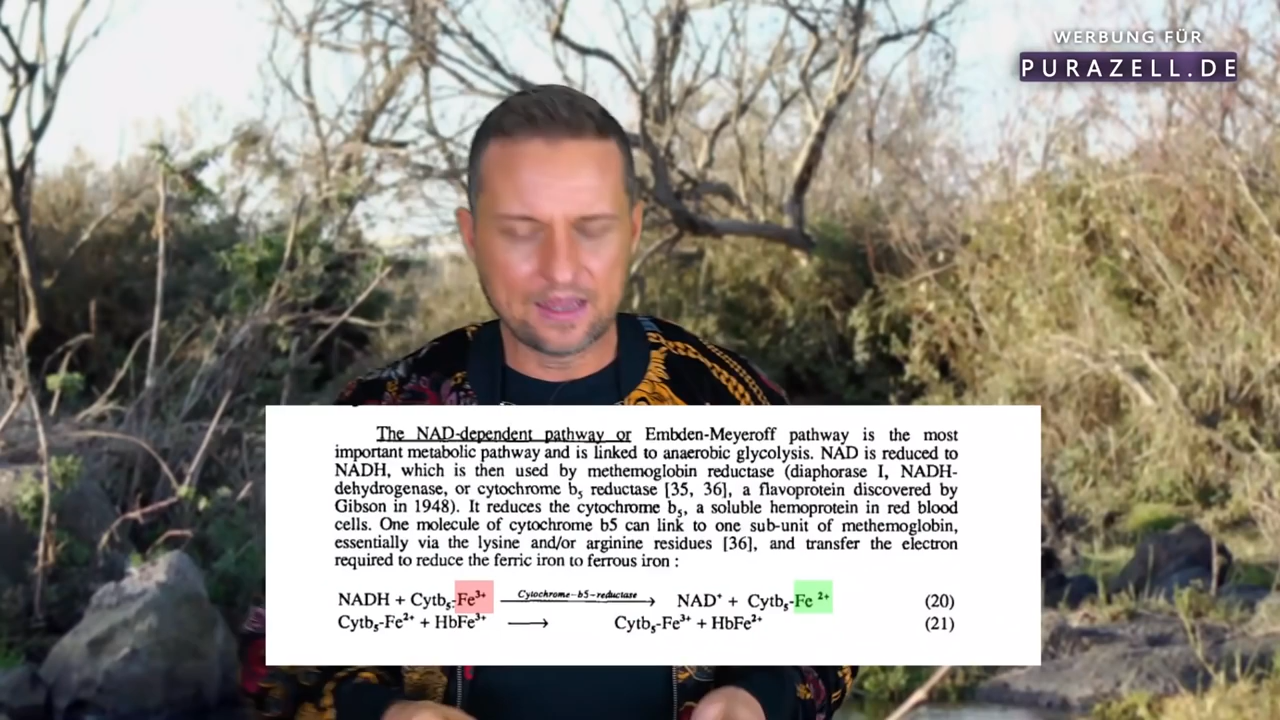 WERBUNG FÜR
PURAZELL.DE
The NAD-dependent pathway or Embden-Meyeroff pathway is the most
important metabolic pathway and is linked to anaerobic glycolysis. NAD is reduced to
NADH, which is then used by methemoglobin reductase (diaphorase I, NADH-
dehydrogenase, or cytochrome b₅ reductase [35, 36], a flavoprotein discovered by
Gibson in 1948). It reduces the cytochrome b₅, a soluble hemoprotein in red blood
cells. One molecule of cytochrome b5 can link to one sub-unit of methemoglobin,
essentially via the lysine and/or arginine residues [36], and transfer the electron
required to reduce the ferric iron to ferrous iron :
Cytochrome-b5-reductase
NADH + Cytb₅-Fe³⁺ ⟶ NAD⁺ + Cytb₅-Fe ²⁺ (20)
Cytb₅-Fe²⁺ + HbFe³⁺ ⟶ Cytb₅-Fe³⁺ + HbFe²⁺ (21)